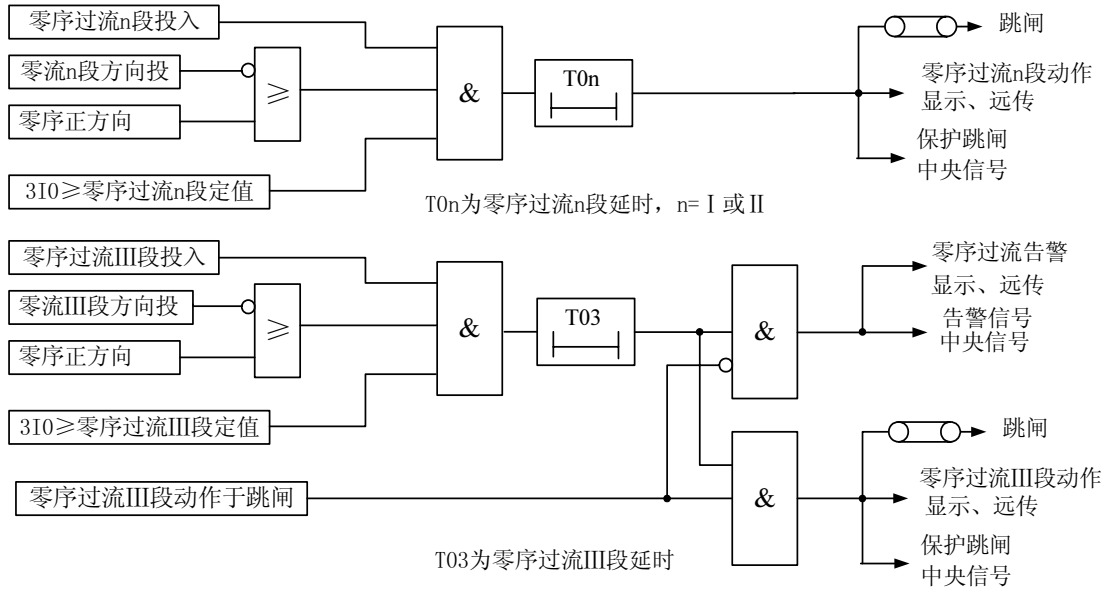 零序过流n段投入
零流n段方向投
零序正方向
3I0≥零序过流n段定值
≥
&
T0n
跳闸
零序过流n段动作
显示、远传
保护跳闸
中央信号
T0n为零序过流n段延时，n=Ⅰ或Ⅱ
零序过流Ⅲ段投入
零流Ⅲ段方向投
零序正方向
3I0≥零序过流Ⅲ段定值
≥
&
T03
&
零序过流告警
显示、远传
告警信号
中央信号
零序过流Ⅲ段动作于跳闸
&
跳闸
零序过流Ⅲ段动作
显示、远传
保护跳闸
中央信号
T03为零序过流Ⅲ段延时